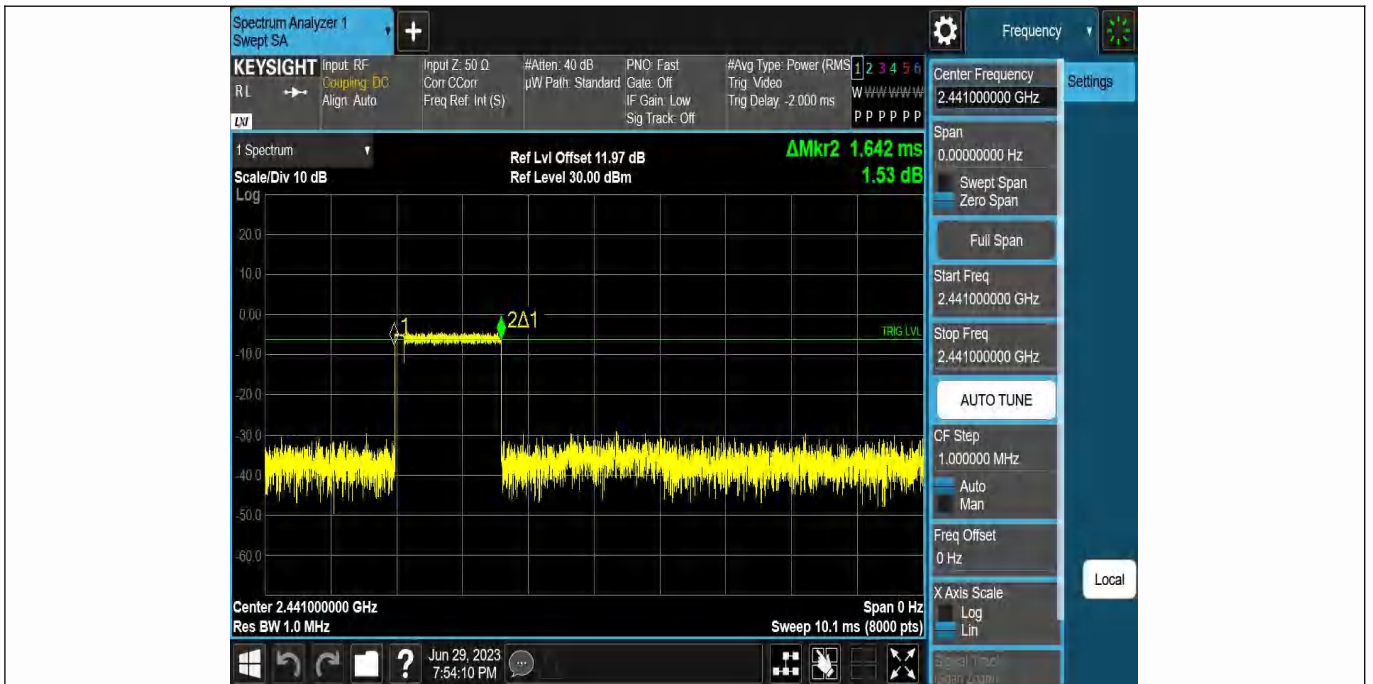 Spectrum Analyzer 1
Swept SA
+
Frequency
KEYSIGHT
RL
LXI
Input: RF
Coupling: DC
Align: Auto
Input Z: 50 Ω
Corr CCorr
Freq Ref: Int (S)
#Atten: 40 dB
µW Path: Standard
PNO: Fast
Gate: Off
IF Gain: Low
Sig Track: Off
#Avg Type: Power (RMS
Trig: Video
Trig Delay: -2.000 ms
1 2 3 4 5 6
W W W W W W
P P P P P P
1 Spectrum
Scale/Div 10 dB
Log
Ref Lvl Offset 11.97 dB
Ref Level 30.00 dBm
ΔMkr2 1.642 ms
1.53 dB
20.0
10.0
0.00
-10.0
-20.0
-30.0
-40.0
-50.0
-60.0
1
2Δ1
TRIG LVL
Center 2.441000000 GHz
Res BW 1.0 MHz
Span 0 Hz
Sweep 10.1 ms (8000 pts)
Center Frequency
2.441000000 GHz
Settings
Span
0.00000000 Hz
Swept Span
Zero Span
Full Span
Start Freq
2.441000000 GHz
Stop Freq
2.441000000 GHz
AUTO TUNE
CF Step
1.000000 MHz
Auto
Man
Freq Offset
0 Hz
X Axis Scale
Log
Lin
Signal Track
(Span Zoom)
Local
?
Jun 29, 2023
7:54:10 PM